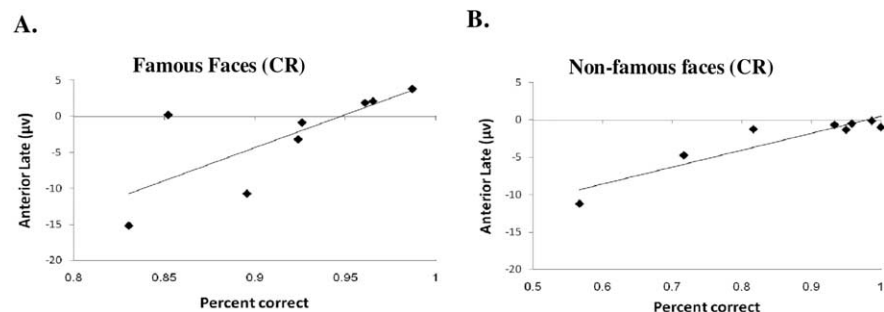 A.
Famous Faces (CR)
5
0
-5
-10
-15
-20
Anterior Late (μv)
0.8
0.85
0.9
0.95
1
Percent correct
B.
Non-famous faces (CR)
5
0
-5
-10
-15
-20
Anterior Late (μv)
0.5
0.6
0.7
0.8
0.9
1
Percent correct